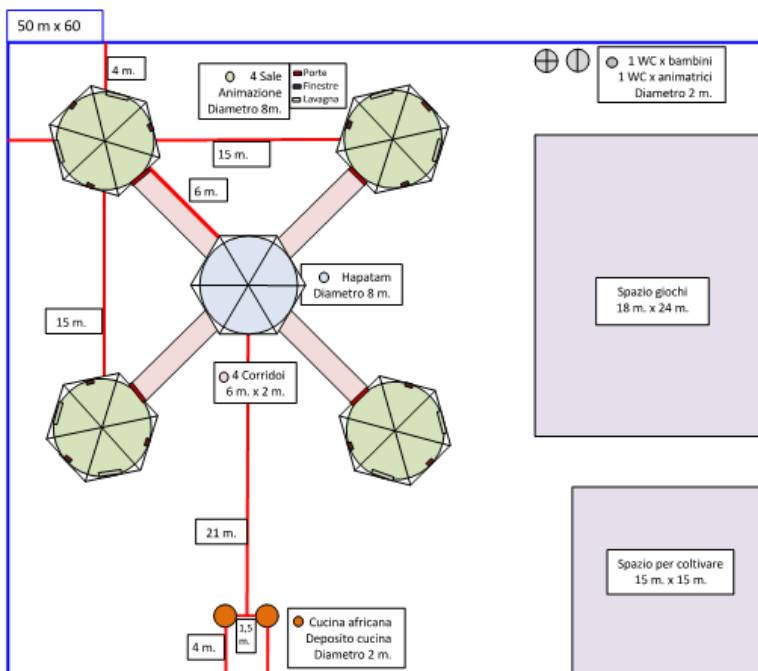 50 m x 60
4 m.
4 Sale
Animazione
Diametro 8m.
Porte
Finestre
Lavagna
1 WC x bambini
1 WC x animatrici
Diametro 2 m.
15 m.
6 m.
Hapatam
Diametro 8 m.
Spazio giochi
18 m. x 24 m.
15 m.
4 Corridoi
6 m. x 2 m.
21 m.
Spazio per coltivare
15 m. x 15 m.
Cucina africana
Deposito cucina
Diametro 2 m.
1,5
m.
4 m.